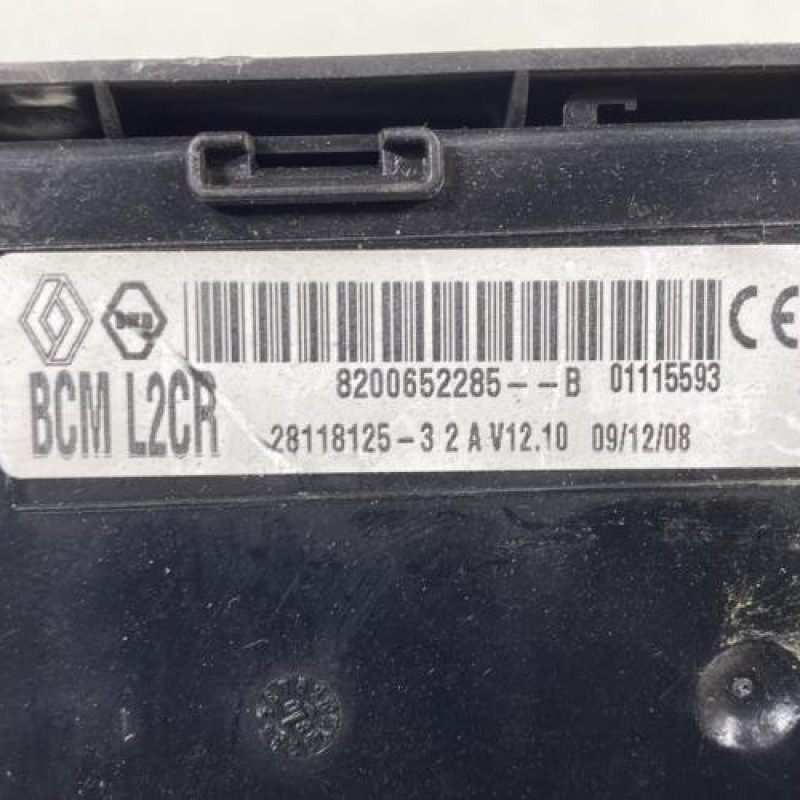 8200652285--B 01115593
BCM L2CR
28118125-3 2 A V12.10 09/12/08
CE